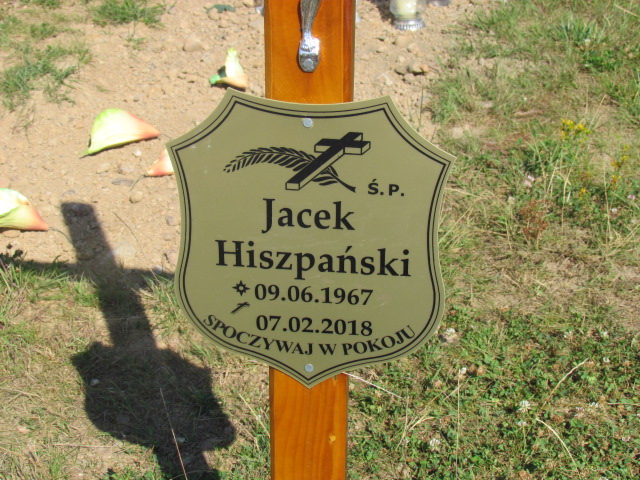 Ś.P.
Jacek
Hiszpański
09.06.1967
07.02.2018
SPOCZYWAJ W POKOJU